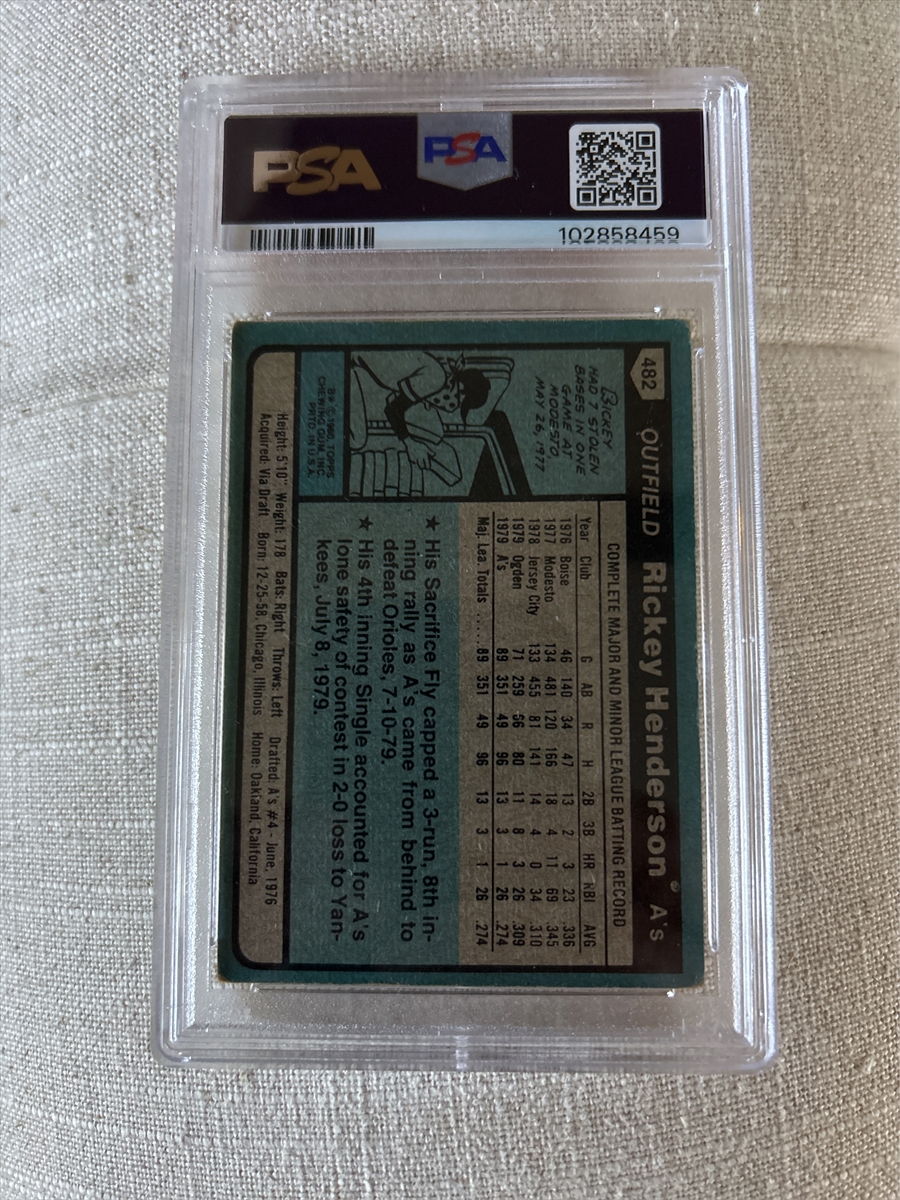 PSA
PSA
102858459
482
OUTFIELD Rickey Henderson A's
RICKEY
HAD 7 STOLEN
BASES IN ONE
GAME AT
MODESTO
MAY 26, 1977
© 1980, TOPPS
CHEWING GUM, INC.
PRTD. IN U.S.A.
COMPLETE MAJOR AND MINOR LEAGUE BATTING RECORD
Year Club G AB R H 2B 3B HR RBI AVG
1976 Boise 46 140 34 47 13 2 3 23 .336
1977 Modesto 134 481 120 166 18 4 11 69 .345
1978 Jersey City 133 455 81 141 14 4 0 34 .310
1979 Ogden 71 259 66 80 11 8 3 26 .309
1979 A's 89 351 49 96 13 3 1 26 .274
Maj. Lea. Totals ..... 89 351 49 96 13 3 1 26 .274
★ His Sacrifice Fly capped a 3-run, 8th in-
ning rally as A's came from behind to
defeat Orioles, 7-10-79.
★ His 4th inning Single accounted for A's
lone safety of contest in 2-0 loss to Yan-
kees, July 8, 1979.
Height: 5'10" Weight: 178 Bats: Right Throws: Left Drafted: A's #4 - June, 1976
Acquired: Via Draft Born: 12-25-58, Chicago, Illinois Home: Oakland, California